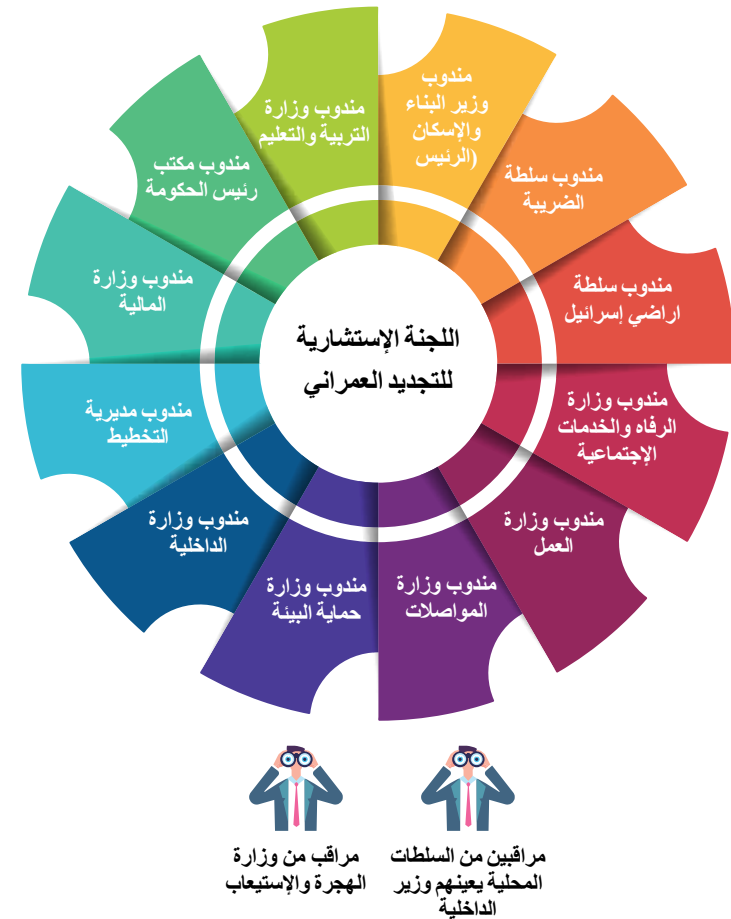 اللجنة الإستشارية
للتجديد العمراني
مندوب
وزير البناء
والإسكان
(الرئيس
مندوب سلطة
الضريبة
مندوب سلطة
اراضي إسرائيل
مندوب وزارة
الرفاه والخدمات
الإجتماعية
مندوب وزارة
العمل
مندوب وزارة
المواصلات
مندوب وزارة
حماية البيئة
مندوب وزارة
الداخلية
مندوب مديرية
التخطيط
مندوب وزارة
المالية
مندوب مكتب
رئيس الحكومة
مندوب وزارة
التربية والتعليم
مراقبين من السلطات
المحلية يعينهم وزير
الداخلية
مراقب من وزارة
الهجرة والإستيعاب